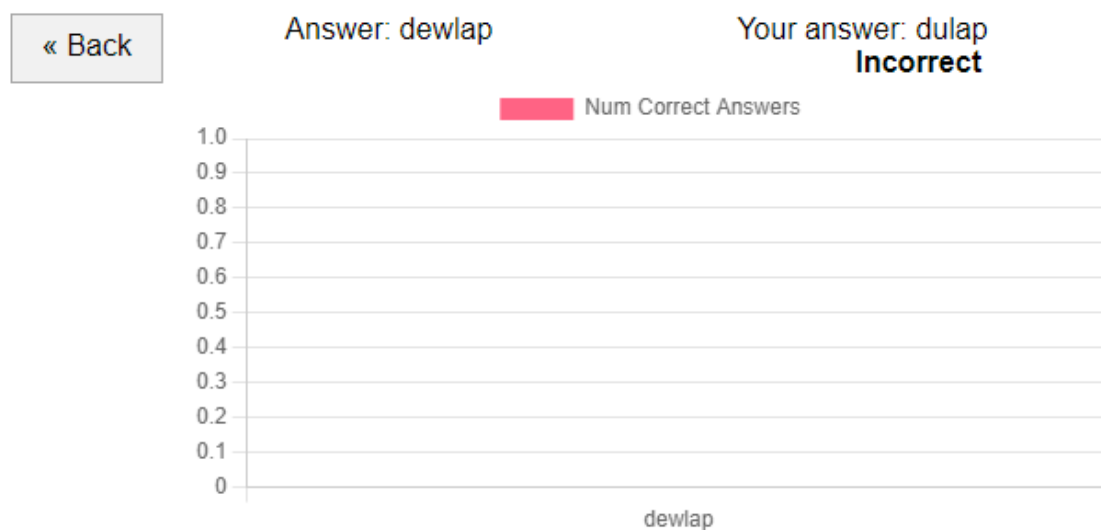 « Back
Answer: dewlap
Your answer: dulap
Incorrect
Num Correct Answers
1.0
0.9
0.8
0.7
0.6
0.5
0.4
0.3
0.2
0.1
0
dewlap